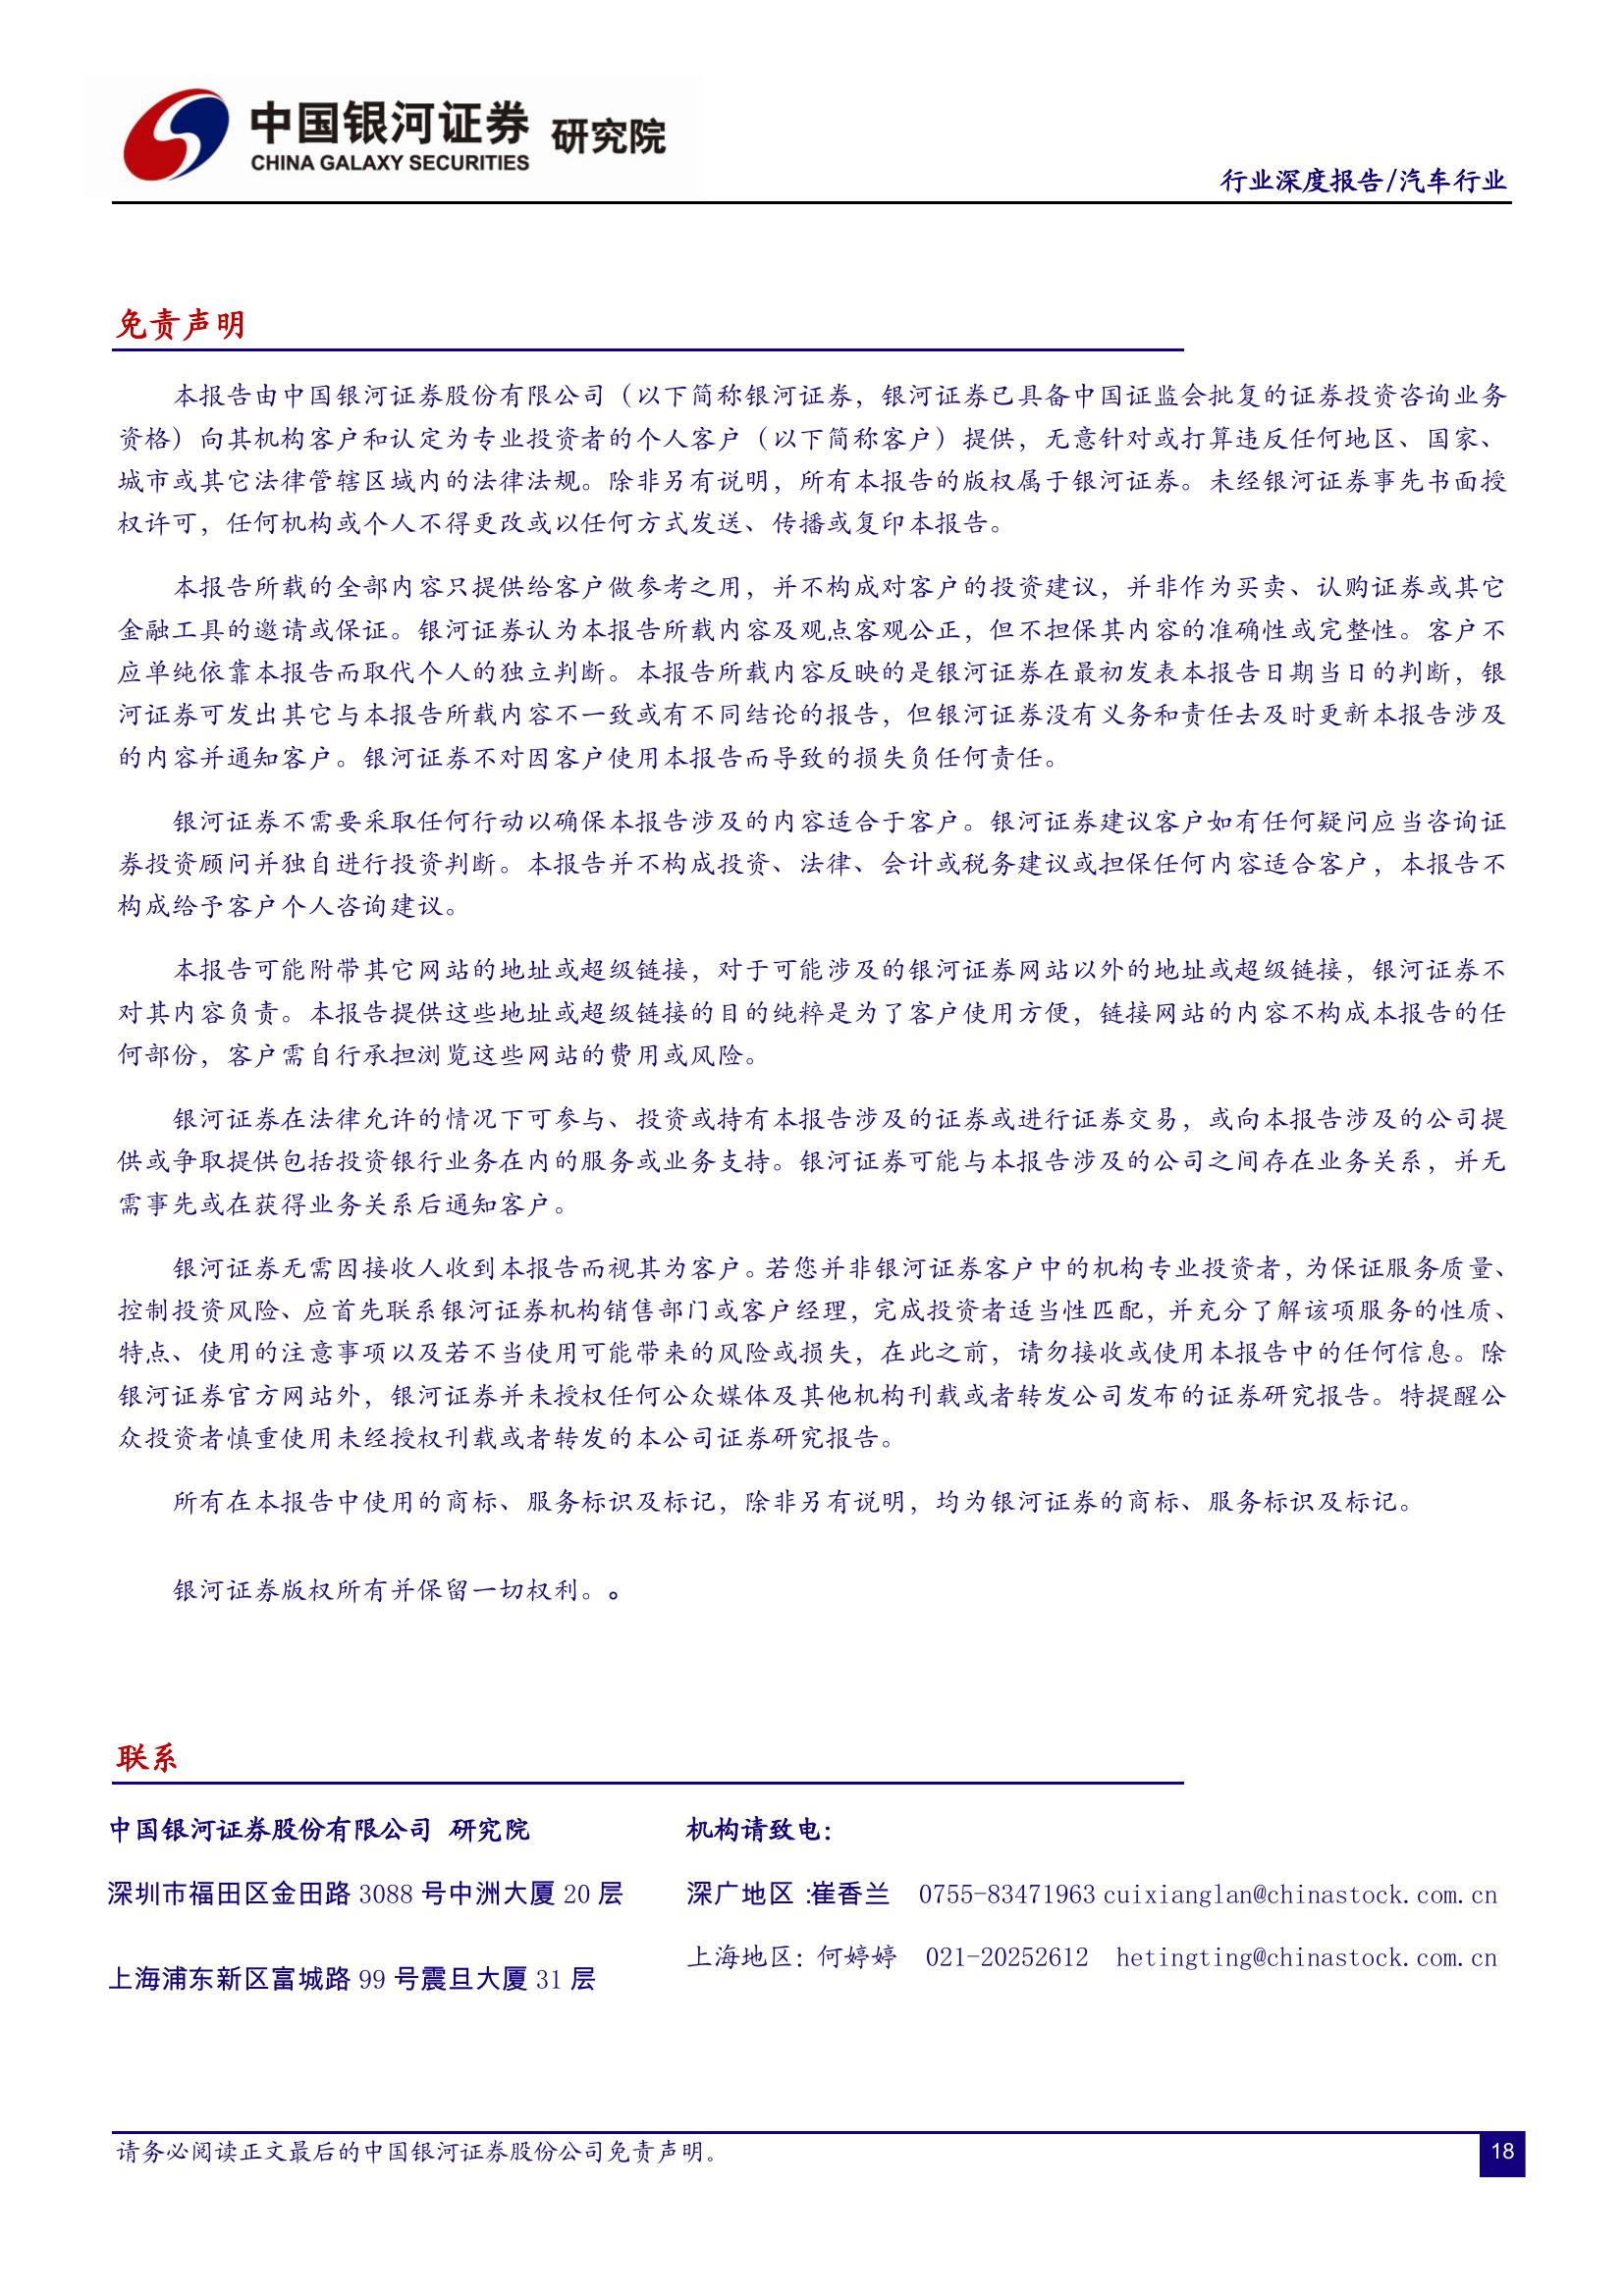 中国银河证券 研究院
CHINA GALAXY SECURITIES
行业深度报告/汽车行业
免责声明
本报告由中国银河证券股份有限公司（以下简称银河证券，银河证券已具备中国证监会批复的证券投资咨询业务
资格）向其机构客户和认定为专业投资者的个人客户（以下简称客户）提供，无意针对或打算违反任何地区、国家、
城市或其它法律管辖区域内的法律法规。除非另有说明，所有本报告的版权属于银河证券。未经银河证券事先书面授
权许可，任何机构或个人不得更改或以任何方式发送、传播或复印本报告。
本报告所载的全部内容只提供给客户做参考之用，并不构成对客户的投资建议，并非作为买卖、认购证券或其它
金融工具的邀请或保证。银河证券认为本报告所载内容及观点客观公正，但不担保其内容的准确性或完整性。客户不
应单纯依靠本报告而取代个人的独立判断。本报告所载内容反映的是银河证券在最初发表本报告日期当日的判断，银
河证券可发出其它与本报告所载内容不一致或有不同结论的报告，但银河证券没有义务和责任去及时更新本报告涉及
的内容并通知客户。银河证券不对因客户使用本报告而导致的损失负任何责任。
银河证券不需要采取任何行动以确保本报告涉及的内容适合于客户。银河证券建议客户如有任何疑问应当咨询证
券投资顾问并独自进行投资判断。本报告并不构成投资、法律、会计或税务建议或担保任何内容适合客户，本报告不
构成给予客户个人咨询建议。
本报告可能附带其它网站的地址或超级链接，对于可能涉及的银河证券网站以外的地址或超级链接，银河证券不
对其内容负责。本报告提供这些地址或超级链接的目的纯粹是为了客户使用方便，链接网站的内容不构成本报告的任
何部份，客户需自行承担浏览这些网站的费用或风险。
银河证券在法律允许的情况下可参与、投资或持有本报告涉及的证券或进行证券交易，或向本报告涉及的公司提
供或争取提供包括投资银行业务在内的服务或业务支持。银河证券可能与本报告涉及的公司之间存在业务关系，并无
需事先或在获得业务关系后通知客户。
银河证券无需因接收人收到本报告而视其为客户。若您并非银河证券客户中的机构专业投资者，为保证服务质量、
控制投资风险、应首先联系银河证券机构销售部门或客户经理，完成投资者适当性匹配，并充分了解该项服务的性质、
特点、使用的注意事项以及若不当使用可能带来的风险或损失，在此之前，请勿接收或使用本报告中的任何信息。除
银河证券官方网站外，银河证券并未授权任何公众媒体及其他机构刊载或者转发公司发布的证券研究报告。特提醒公
众投资者慎重使用未经授权刊载或者转发的本公司证券研究报告。
所有在本报告中使用的商标、服务标识及标记，除非另有说明，均为银河证券的商标、服务标识及标记。
银河证券版权所有并保留一切权利。。
联系
中国银河证券股份有限公司 研究院 机构请致电：
深圳市福田区金田路 3088 号中洲大厦 20 层 深广地区：崔香兰 0755-83471963 cuixianglan@chinastock.com.cn
上海地区：何婷婷 021-20252612 hetingting@chinastock.com.cn
上海浦东新区富城路 99 号震旦大厦 31 层
请务必阅读正文最后的中国银河证券股份公司免责声明。
18